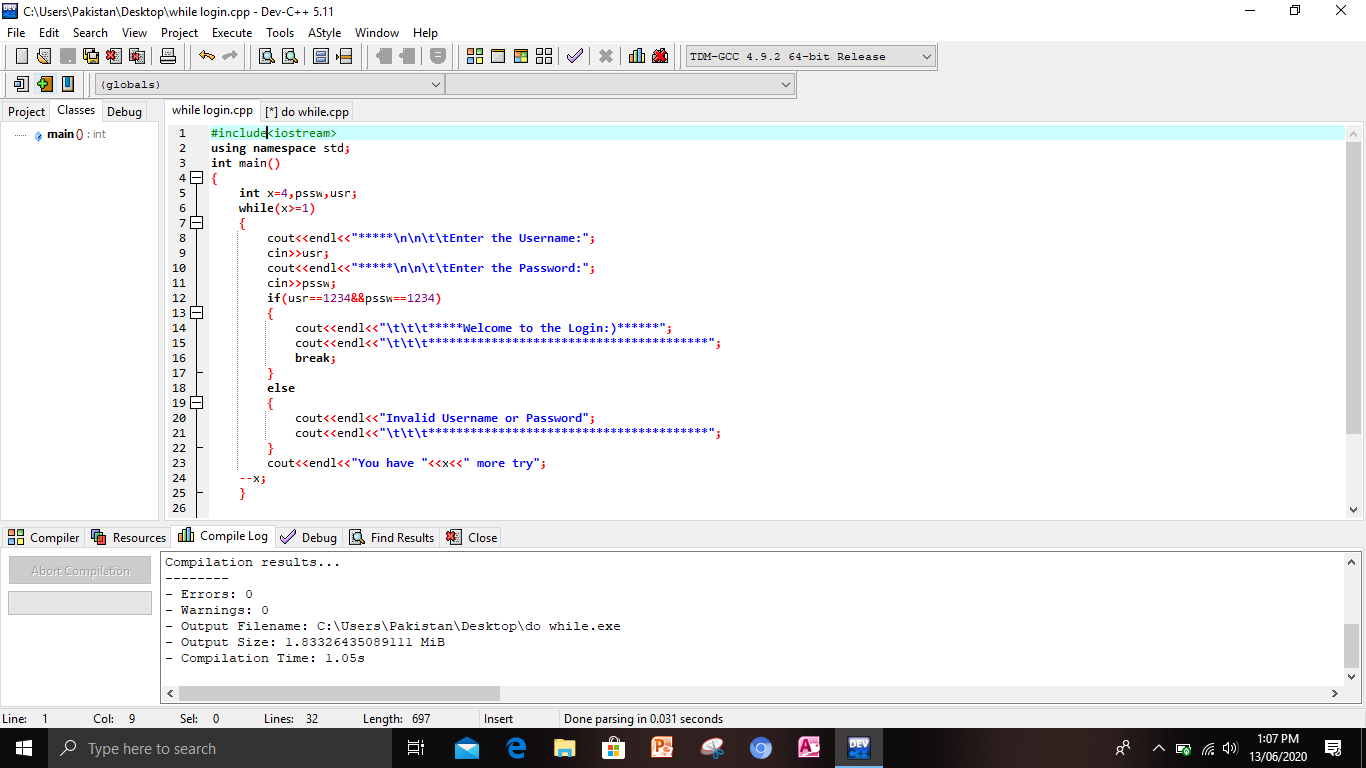 C:\Users\Pakistan\Desktop\while login.cpp - Dev-C++ 5.11
File Edit Search View Project Execute Tools AStyle Window Help
TDM-GCC 4.9.2 64-bit Release
(globals)
Project Classes Debug
while login.cpp [*] do while.cpp
main () : int
1 #include<iostream>
2 using namespace std;
3 int main()
4 {
5 int x=4,pssw,usr;
6 while(x>=1)
7 {
8 cout<<endl<<"*****\n\n\t\tEnter the Username:";
9 cin>>usr;
10 cout<<endl<<"*****\n\n\t\tEnter the Password:";
11 cin>>pssw;
12 if(usr==1234&&pssw==1234)
13 {
14 cout<<endl<<"\t\t\t*****Welcome to the Login:)******";
15 cout<<endl<<"\t\t\t****************************************";
16 break;
17 }
18 else
19 {
20 cout<<endl<<"Invalid Username or Password";
21 cout<<endl<<"\t\t\t****************************************";
22 }
23 cout<<endl<<"You have "<<x<<" more try";
24 --x;
25 }
26
Compiler Resources Compile Log Debug Find Results Close
Abort Compilation
Compilation results...
--------
- Errors: 0
- Warnings: 0
- Output Filename: C:\Users\Pakistan\Desktop\do while.exe
- Output Size: 1.83326435089111 MiB
- Compilation Time: 1.05s
Line: 1 Col: 9 Sel: 0 Lines: 32 Length: 697 Insert Done parsing in 0.031 seconds
Type here to search
DEV
1:07 PM
13/06/2020